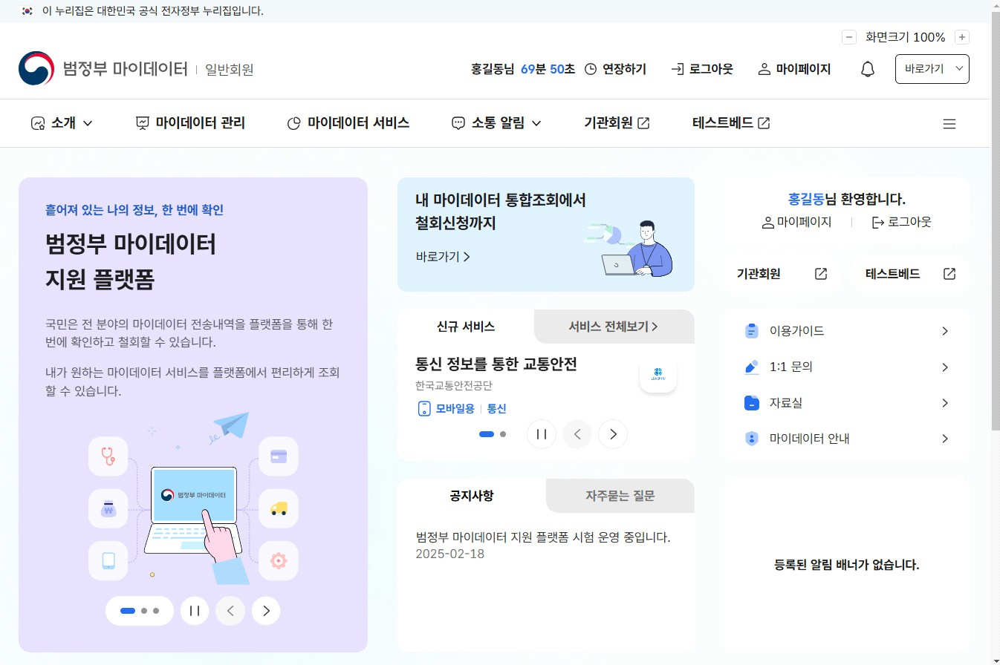 이 누리집은 대한민국 공식 전자정부 누리집입니다.
화면크기 100%
범정부 마이데이터 일반회원
홍길동님 69분 50초 연장하기 로그아웃 마이페이지 바로가기
소개 마이데이터 관리 마이데이터 서비스 소통 알림 기관회원 테스트베드
흩어져 있는 나의 정보, 한 번에 확인
범정부 마이데이터
지원 플랫폼
국민은 전 분야의 마이데이터 전송내역을 플랫폼을 통해 한
번에 확인하고 철회할 수 있습니다.
내가 원하는 마이데이터 서비스를 플랫폼에서 편리하게 조회
할 수 있습니다.
범정부 마이데이터
내 마이데이터 통합조회에서
철회신청까지
바로가기
신규 서비스 서비스 전체보기
통신 정보를 통한 교통안전
한국교통안전공단
모바일용 통신
공지사항 자주묻는 질문
범정부 마이데이터 지원 플랫폼 시험 운영 중입니다.
2025-02-18
홍길동님 환영합니다.
마이페이지 로그아웃
기관회원 테스트베드
이용가이드
1:1 문의
자료실
마이데이터 안내
등록된 알림 배너가 없습니다.